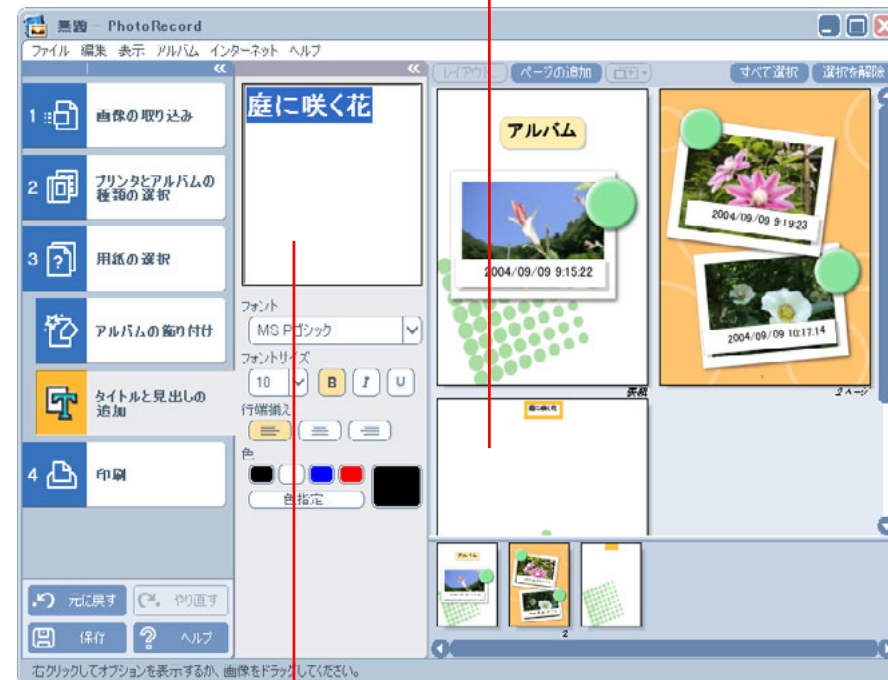 無題 - PhotoRecord
ファイル 編集 表示 アルバム インターネット ヘルプ
レイアウト... ページの追加 すべて選択 選択を解除
1 画像の取り込み
2 プリンタとアルバムの
種類の選択
3 用紙の選択
アルバムの飾り付け
タイトルと見出しの
追加
4 印刷
元に戻す やり直す
保存 ヘルプ
庭に咲く花
フォント
MS Pゴシック
フォントサイズ
10 B I U
行端揃え
色
色指定
アルバム
2004/09/09 9:15:22
表紙
2004/09/09 9:19:23
2004/09/09 10:17:14
2ページ
庭に咲く花
アルバム
2
右クリックしてオプションを表示するか、画像をドラッグしてください。